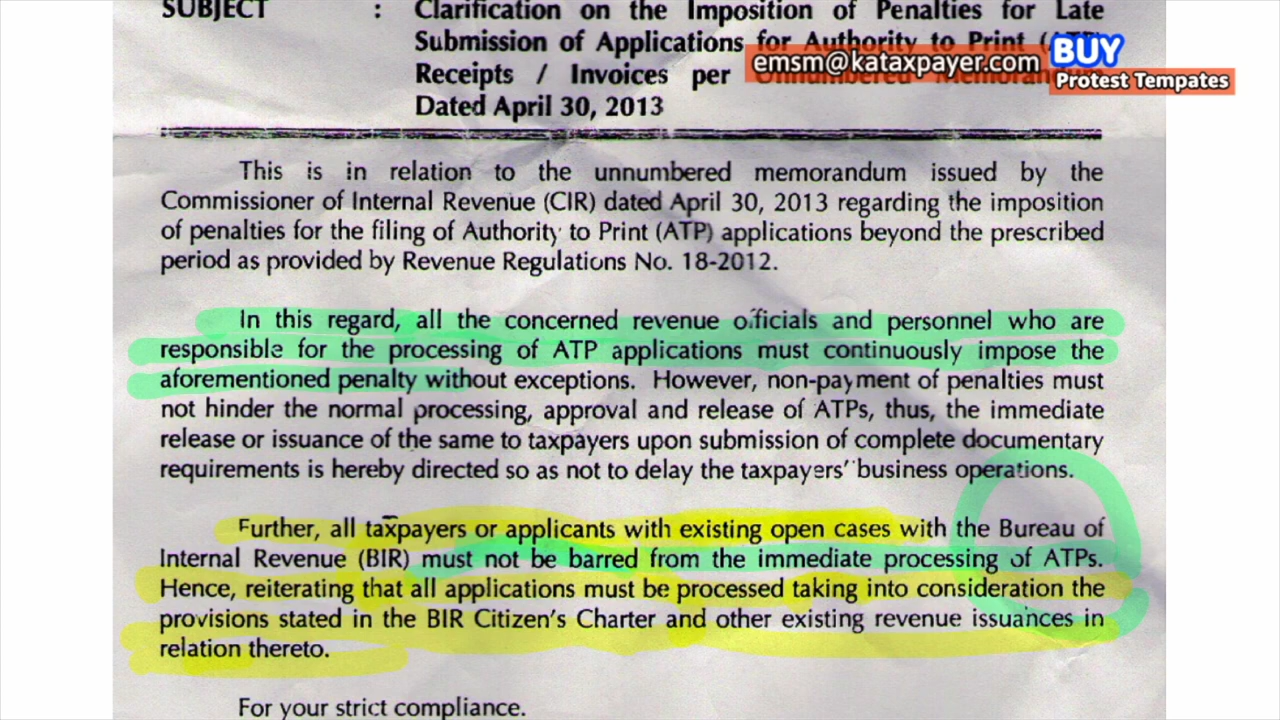 SUBJECT : Clarification on the Imposition of Penalties for Late
Submission of Applications for Authority to Print
Receipts / Invoices per
Dated April 30, 2013
emsm@kataxpayer.com
BUY
Protest Tempates
This is in relation to the unnumbered memorandum issued by the
Commissioner of Internal Revenue (CIR) dated April 30, 2013 regarding the imposition
of penalties for the filing of Authority to Print (ATP) applications beyond the prescribed
period as provided by Revenue Regulations No. 18-2012.
In this regard, all the concerned revenue officials and personnel who are
responsible for the processing of ATP applications must continuously impose the
aforementioned penalty without exceptions. However, non-payment of penalties must
not hinder the normal processing, approval and release of ATPs, thus, the immediate
release or issuance of the same to taxpayers upon submission of complete documentary
requirements is hereby directed so as not to delay the taxpayers' business operations.
Further, all taxpayers or applicants with existing open cases with the Bureau of
Internal Revenue (BIR) must not be barred from the immediate processing of ATPs.
Hence, reiterating that all applications must be processed taking into consideration the
provisions stated in the BIR Citizen's Charter and other existing revenue issuances in
relation thereto.
For your strict compliance.